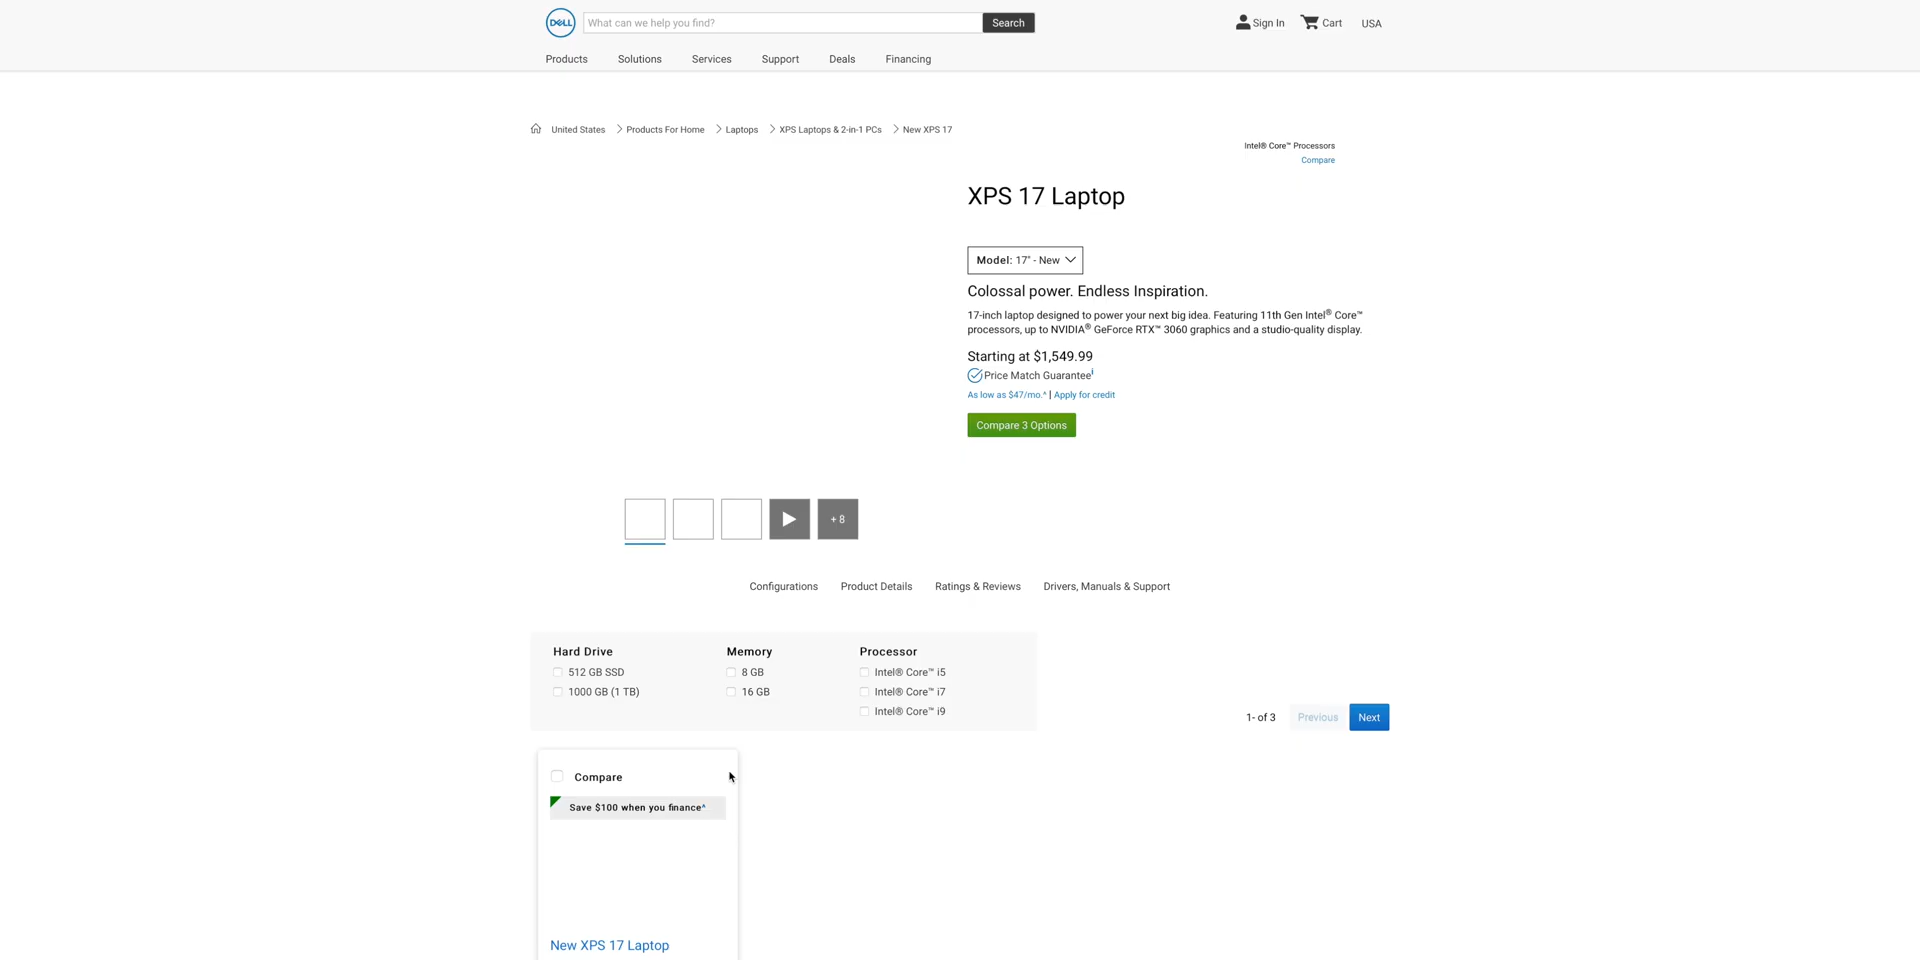 DELL
What can we help you find?
Search
Sign In
Cart
USA
Products
Solutions
Services
Support
Deals
Financing
United States
Products For Home
Laptops
XPS Laptops & 2-in-1 PCs
New XPS 17
Intel® Core™ Processors
Compare
XPS 17 Laptop
Model: 17" - New
Colossal power. Endless Inspiration.
17-inch laptop designed to power your next big idea. Featuring 11th Gen Intel® Core™
processors, up to NVIDIA® GeForce RTX™ 3060 graphics and a studio-quality display.
Starting at $1,549.99
Price Match Guarantee i
As low as $47/mo.^ | Apply for credit
Compare 3 Options
+ 8
Configurations
Product Details
Ratings & Reviews
Drivers, Manuals & Support
Hard Drive
512 GB SSD
1000 GB (1 TB)
Memory
8 GB
16 GB
Processor
Intel® Core™ i5
Intel® Core™ i7
Intel® Core™ i9
1- of 3
Previous
Next
Compare
Save $100 when you finance^
New XPS 17 Laptop